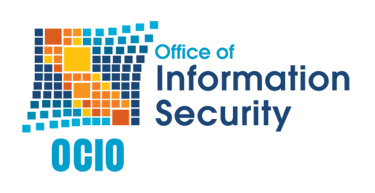 Office of
Information
Security
OCIO